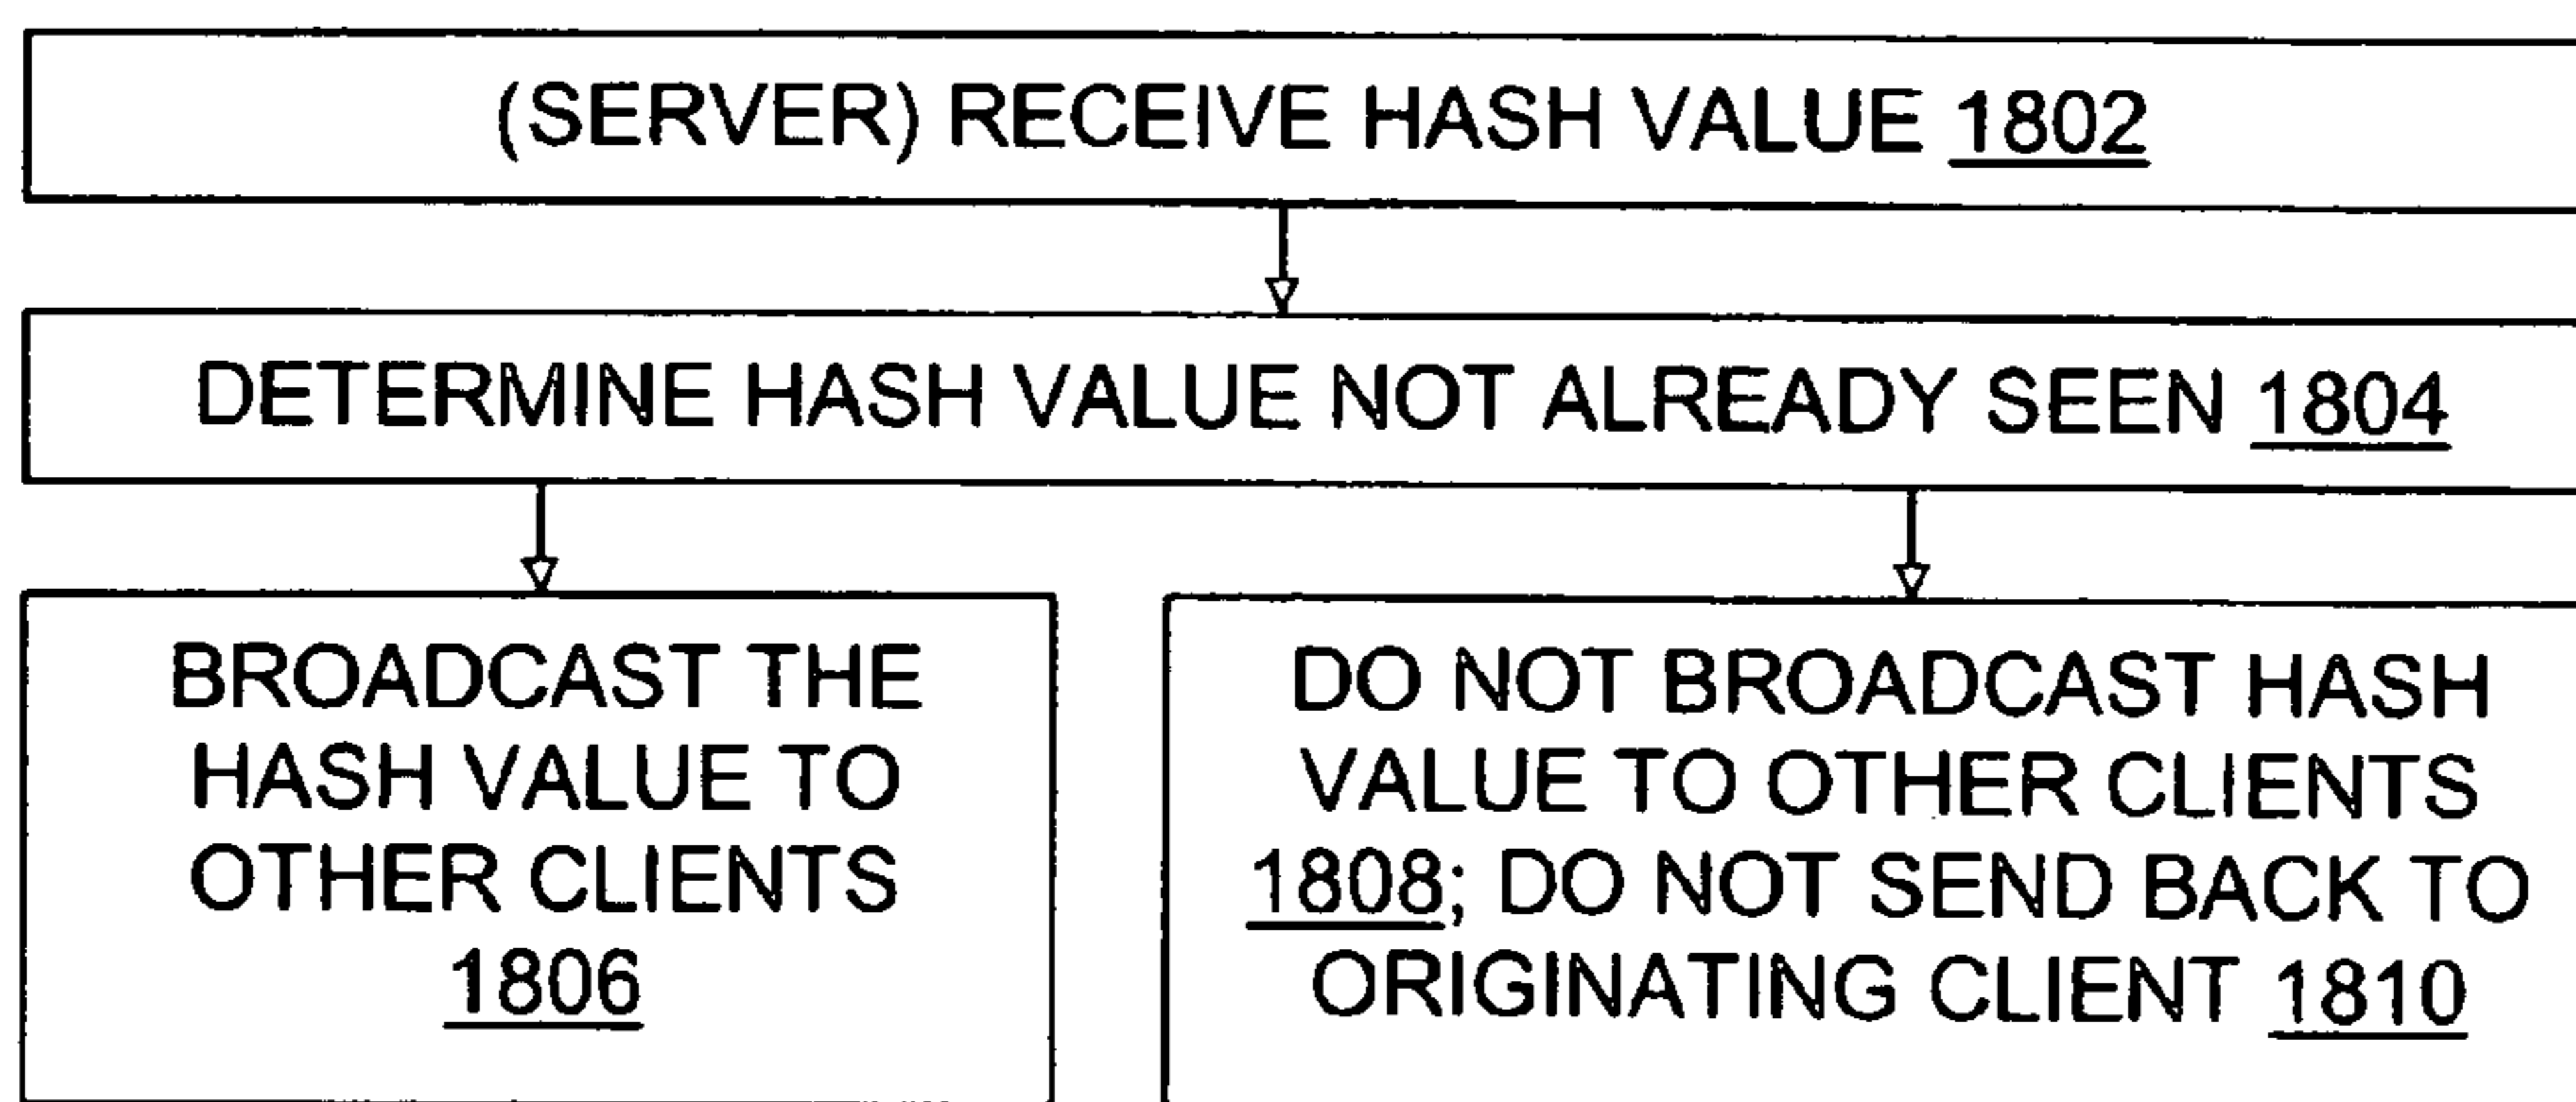 (SERVER) RECEIVE HASH VALUE 1802
DETERMINE HASH VALUE NOT ALREADY SEEN 1804
BROADCAST THE
HASH VALUE TO
OTHER CLIENTS
1806
DO NOT BROADCAST HASH
VALUE TO OTHER CLIENTS
1808; DO NOT SEND BACK TO
ORIGINATING CLIENT 1810